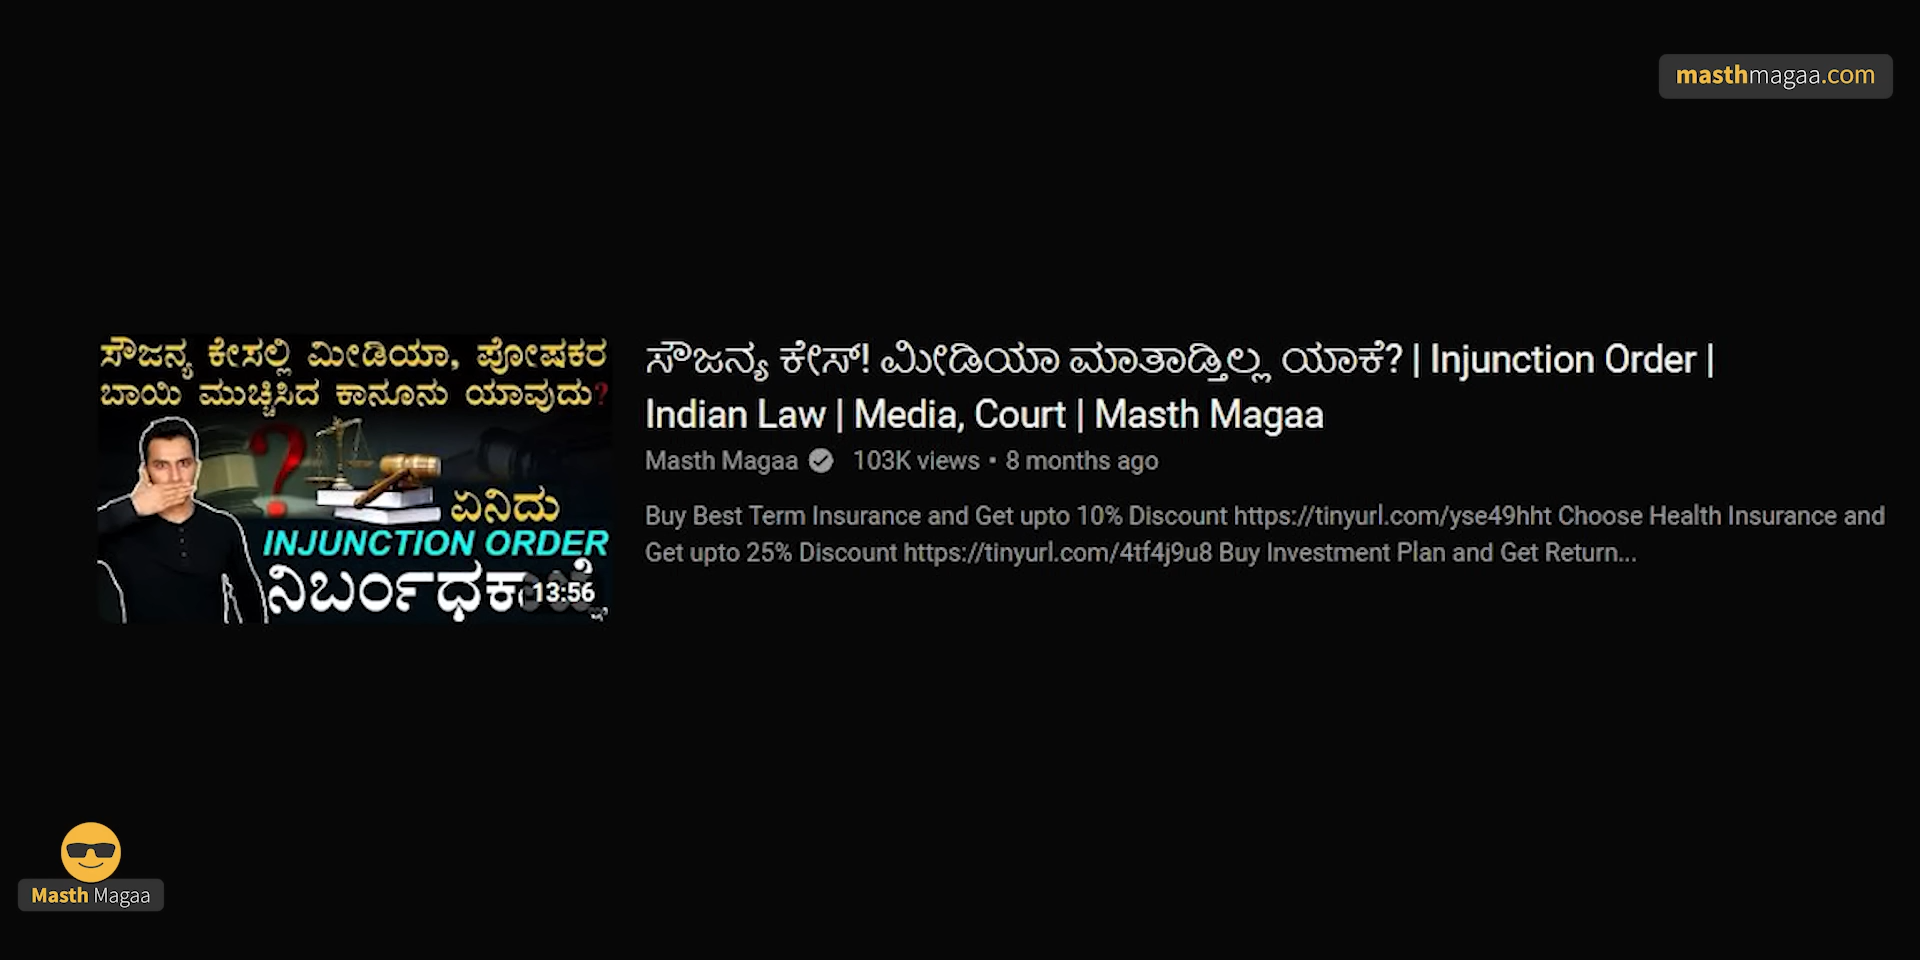 masthmagaa.com
ಸೌಜನ್ಯ ಕೇಸಲ್ಲಿ ಮೀಡಿಯಾ, ಪೋಷಕರ
ಬಾಯಿ ಮುಚ್ಚಿಸಿದ ಕಾನೂನು ಯಾವುದು?
?
ಏನಿದು
INJUNCTION ORDER
13:56
ಸೌಜನ್ಯ ಕೇಸ್! ಮೀಡಿಯಾ ಮಾತಾಡ್ತಿಲ್ಲ ಯಾಕೆ? | Injunction Order |
Indian Law | Media, Court | Masth Magaa
Masth Magaa 103K views • 8 months ago
Buy Best Term Insurance and Get upto 10% Discount https://tinyurl.com/yse49hht Choose Health Insurance and
Get upto 25% Discount https://tinyurl.com/4tf4j9u8 Buy Investment Plan and Get Return...
Masth Magaa